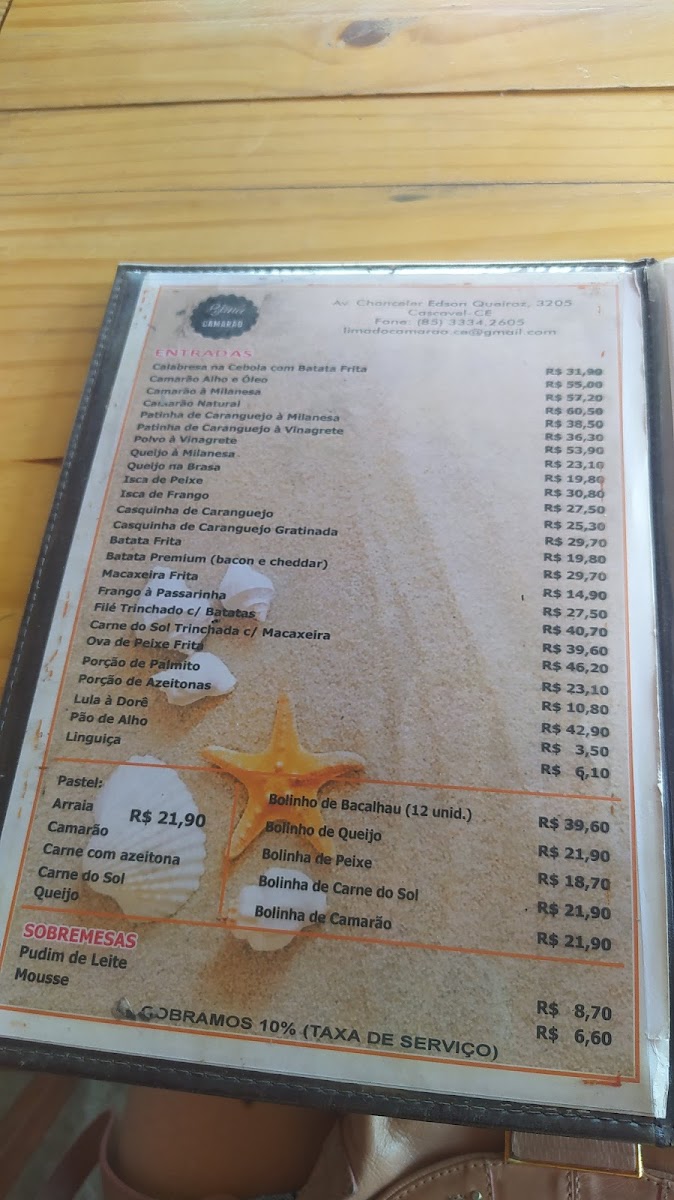 CAMARÃO
Av. Chanceler Edson Queiroz, 3205
Cascavel-CE
Fone: (85) 3334.2605
limadocamarao.ce@gmail.com
ENTRADAS
Calabresa na Cebola com Batata Frita R$ 31,90
Camarão Alho e Óleo R$ 55,00
Camarão à Milanesa R$ 57,20
Camarão Natural R$ 60,50
Patinha de Caranguejo à Milanesa R$ 38,50
Patinha de Caranguejo à Vinagrete R$ 36,30
Polvo à Vinagrete R$ 53,90
Queijo à Milanesa R$ 23,10
Queijo na Brasa R$ 19,80
Isca de Peixe R$ 30,80
Isca de Frango R$ 27,50
Casquinha de Caranguejo R$ 25,30
Casquinha de Caranguejo Gratinada R$ 29,70
Batata Frita R$ 19,80
Batata Premium (bacon e cheddar) R$ 29,70
Macaxeira Frita R$ 14,90
Frango à Passarinha R$ 27,50
Filé Trinchado c/ Batatas R$ 40,70
Carne do Sol Trinchada c/ Macaxeira R$ 39,60
Ova de Peixe Frita R$ 46,20
Porção de Palmito R$ 23,10
Porção de Azeitonas R$ 10,80
Lula à Dorê R$ 42,90
Pão de Alho R$ 3,50
Linguiça R$ 6,10
Pastel:
Arraia R$ 21,90
Camarão
Carne com azeitona
Carne do Sol
Queijo
Bolinho de Bacalhau (12 unid.) R$ 39,60
Bolinho de Queijo R$ 21,90
Bolinha de Peixe R$ 18,70
Bolinha de Carne do Sol R$ 21,90
Bolinha de Camarão R$ 21,90
SOBREMESAS
Pudim de Leite R$ 8,70
Mousse R$ 6,60
COBRAMOS 10% (TAXA DE SERVIÇO)